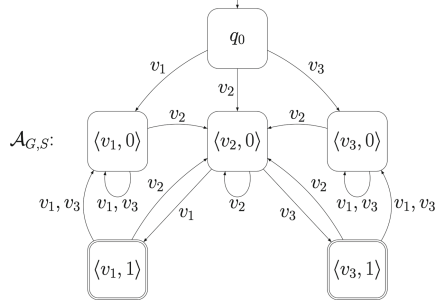 q₀
v₁ v₂ v₃
𝒜_{G,S}:
⟨v₁, 0⟩ v₂ ⟨v₂, 0⟩ v₂ ⟨v₃, 0⟩
v₁, v₃ v₁, v₃ v₂ v₁ v₂ v₃ v₂ v₁, v₃ v₁, v₃
⟨v₁, 1⟩ ⟨v₃, 1⟩